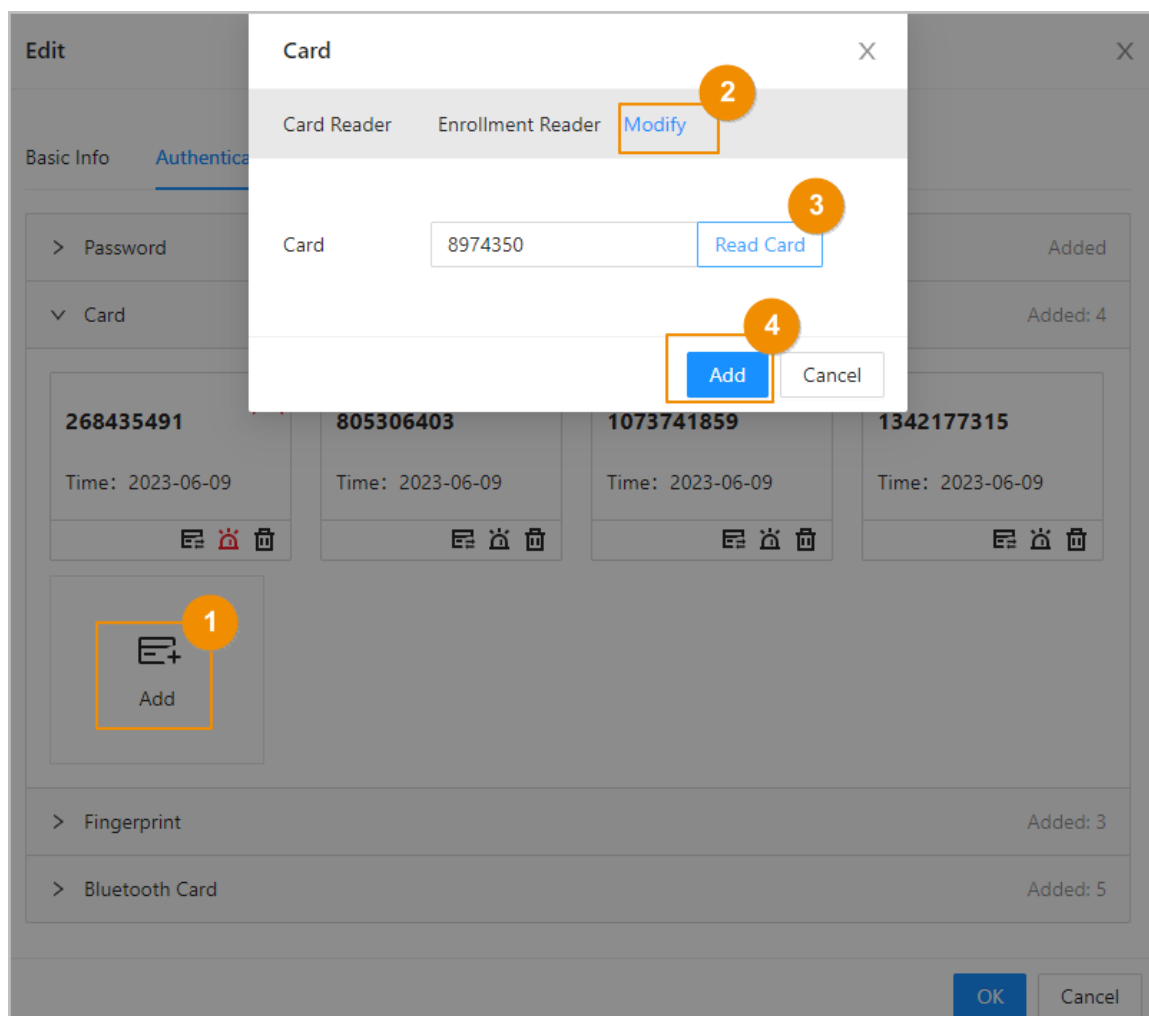 Edit
Card
X
X
2
Card Reader
Enrollment Reader
Modify
Basic Info
Authentica
3
> Password
Card
8974350
Read Card
Added
Card
Added: 4
4
Add
Cancel
268435491
805306403
1073741859
1342177315
Time: 2023-06-09
Time: 2023-06-09
Time: 2023-06-09
Time: 2023-06-09
1
Add
> Fingerprint
Added: 3
> Bluetooth Card
Added: 5
OK
Cancel